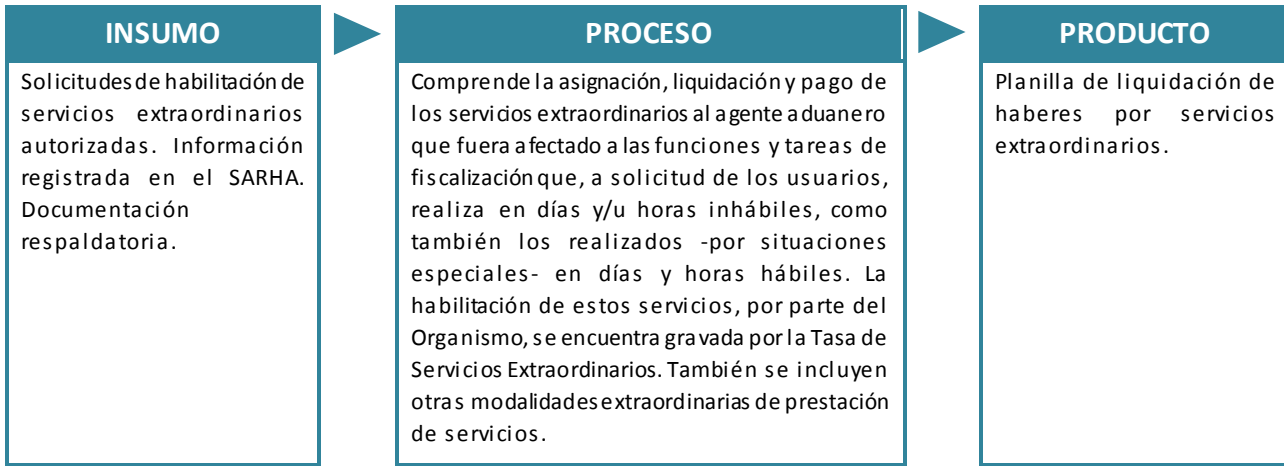 INSUMO
Solicitudes de habilitación de
servicios extraordinarios
autorizadas. Información
registrada en el SARHA.
Documentación
respaldatoria.
PROCESO
Comprende la asignación, liquidación y pago de
los servicios extraordinarios al agente aduanero
que fuera afectado a las funciones y tareas de
fiscalización que, a solicitud de los usuarios,
realiza en días y/u horas inhábiles, como
también los realizados -por situaciones
especiales- en días y horas hábiles. La
habilitación de estos servicios, por parte del
Organismo, se encuentra gravada por la Tasa de
Servicios Extraordinarios. También se incluyen
otras modalidades extraordinarias de prestación
de servicios.
PRODUCTO
Planilla de liquidación de
haberes por servicios
extraordinarios.